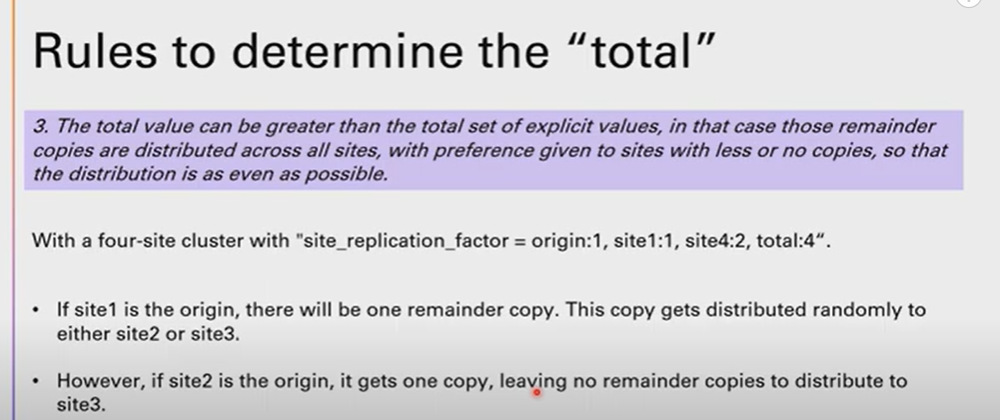 Rules to determine the “total”
3. The total value can be greater than the total set of explicit values, in that case those remainder
copies are distributed across all sites, with preference given to sites with less or no copies, so that
the distribution is as even as possible.
With a four-site cluster with "site_replication_factor = origin:1, site1:1, site4:2, total:4“.
• If site1 is the origin, there will be one remainder copy. This copy gets distributed randomly to
either site2 or site3.
• However, if site2 is the origin, it gets one copy, leaving no remainder copies to distribute to
site3.